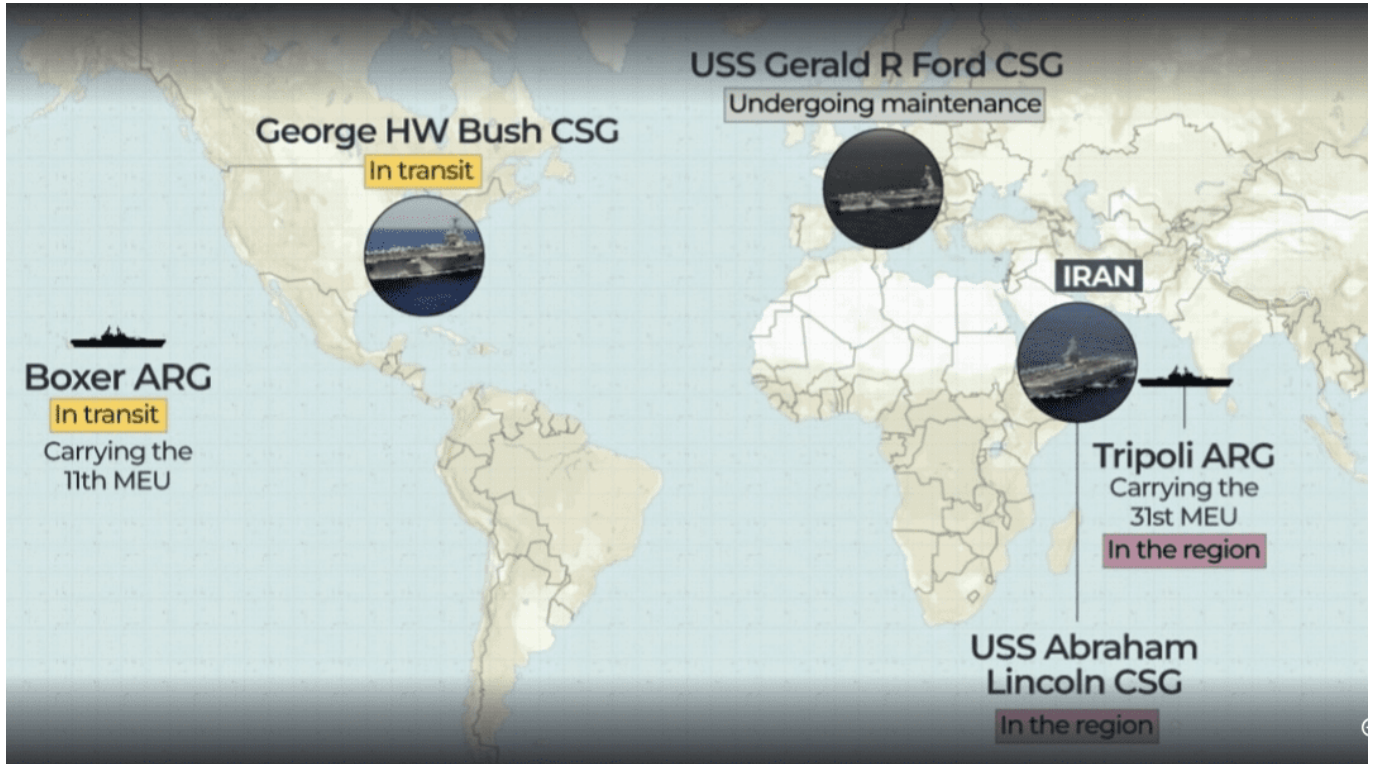 USS Gerald R Ford CSG
Undergoing maintenance
George HW Bush CSG
In transit
IRAN
Boxer ARG
In transit
Carrying the
11th MEU
Tripoli ARG
Carrying the
31st MEU
In the region
USS Abraham
Lincoln CSG
In the region